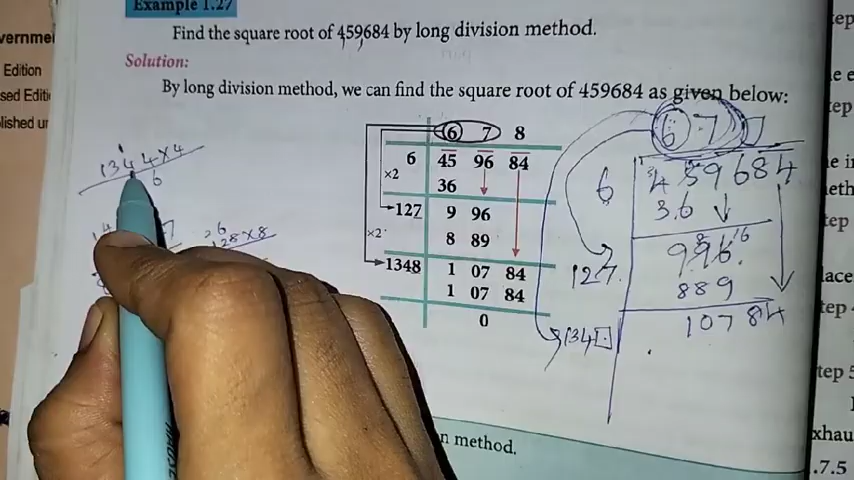 Example 1.27
vernme
Edition
sed Editi
lished un
Find the square root of 459684 by long division method.
Solution:
By long division method, we can find the square root of 459684 as given below:
6 7 8
6 45 96 84
×2 36
127 9 96
8 89
×2
1348 1 07 84
1 07 84
0
6 7
6 459684
36
127 996
889
10784
134
1344×4
6
128×8
n method.
tep
tep
tep 4
tep 5
xhau
.7.5